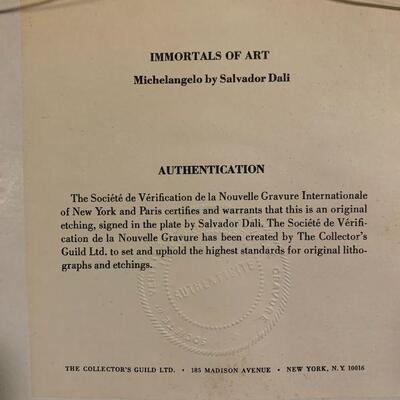 IMMORTALS OF ART
Michelangelo by Salvador Dali
AUTHENTICATION
The Société de Vérification de la Nouvelle Gravure Internationale
of New York and Paris certifies and warrants that this is an original
etching, signed in the plate by Salvador Dali. The Société de Vérifi-
cation de la Nouvelle Gravure has been created by The Collector's
Guild Ltd. to set and uphold the highest standards for original litho-
graphs and etchings.
AUTHENTICITE
THE COLLECTOR'S GUILD LTD. • 185 MADISON AVENUE • NEW YORK, N.Y. 10016